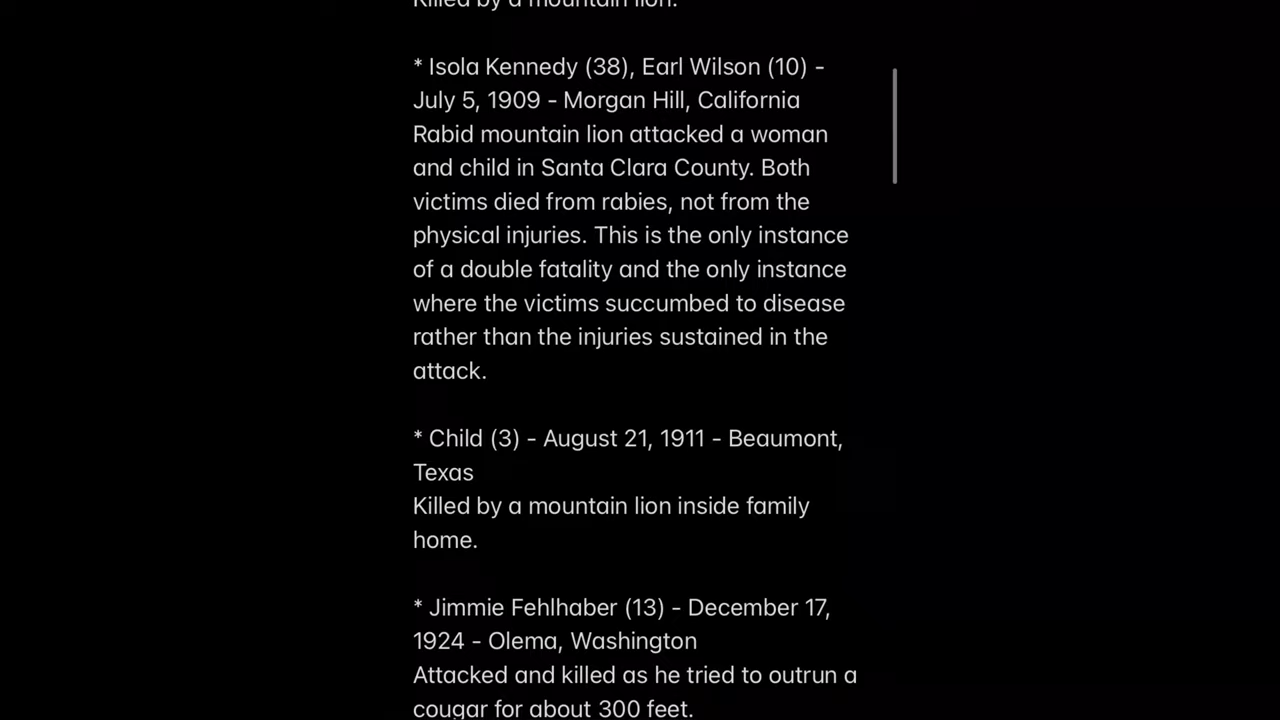 Killed by a mountain lion.
* Isola Kennedy (38), Earl Wilson (10) -
July 5, 1909 - Morgan Hill, California
Rabid mountain lion attacked a woman
and child in Santa Clara County. Both
victims died from rabies, not from the
physical injuries. This is the only instance
of a double fatality and the only instance
where the victims succumbed to disease
rather than the injuries sustained in the
attack.
* Child (3) - August 21, 1911 - Beaumont,
Texas
Killed by a mountain lion inside family
home.
* Jimmie Fehlhaber (13) - December 17,
1924 - Olema, Washington
Attacked and killed as he tried to outrun a
cougar for about 300 feet.